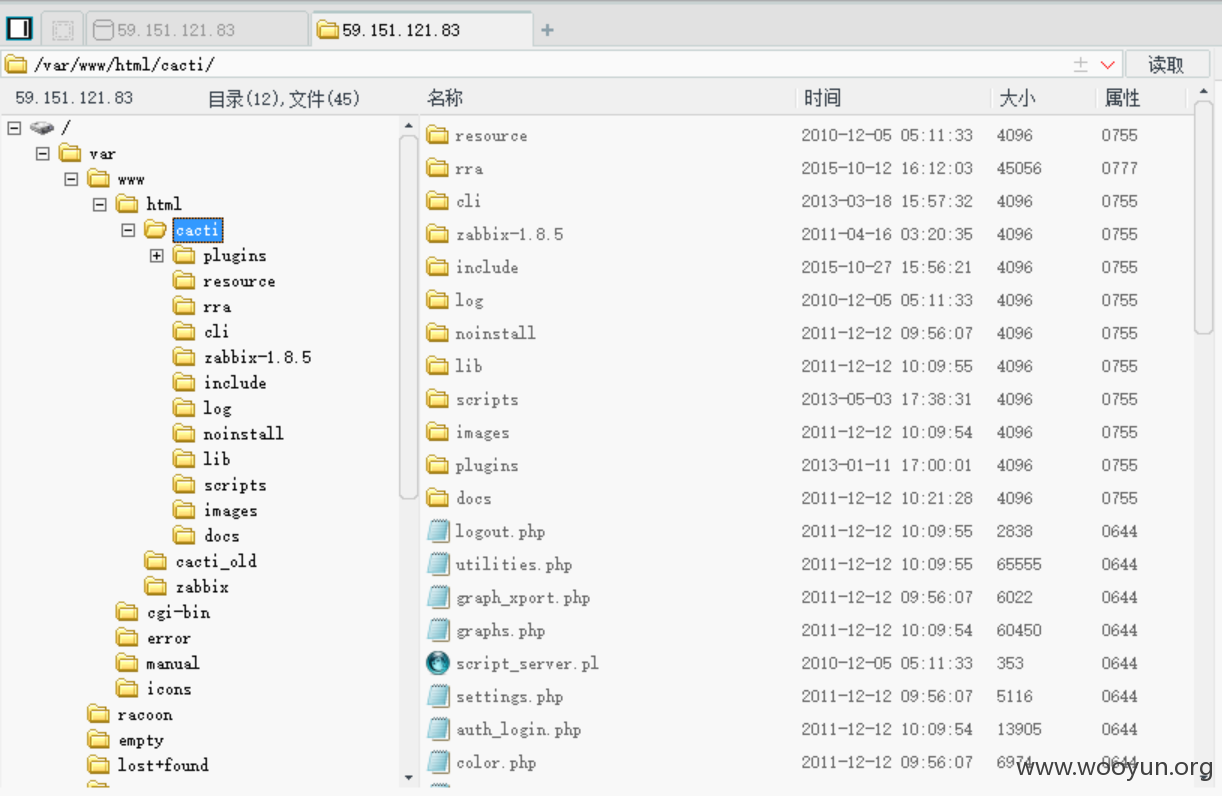 59.151.121.83
59.151.121.83
/var/www/html/cacti/
读取
59.151.121.83 目录(12),文件(45)
名称 时间 大小 属性
/
var
www
html
cacti
plugins
resource
rra
cli
zabbix-1.8.5
include
log
noinstall
lib
scripts
images
docs
cacti_old
zabbix
cgi-bin
error
manual
icons
racoon
empty
lost+found
resource 2010-12-05 05:11:33 4096 0755
rra 2015-10-12 16:12:03 45056 0777
cli 2013-03-18 15:57:32 4096 0755
zabbix-1.8.5 2011-04-16 03:20:35 4096 0755
include 2015-10-27 15:56:21 4096 0755
log 2010-12-05 05:11:33 4096 0755
noinstall 2011-12-12 09:56:07 4096 0755
lib 2011-12-12 10:09:55 4096 0755
scripts 2013-05-03 17:38:31 4096 0755
images 2011-12-12 10:09:54 4096 0755
plugins 2013-01-11 17:00:01 4096 0755
docs 2011-12-12 10:21:28 4096 0755
logout.php 2011-12-12 10:09:55 2838 0644
utilities.php 2011-12-12 10:09:55 65555 0644
graph_xport.php 2011-12-12 09:56:07 6022 0644
graphs.php 2011-12-12 10:09:54 60450 0644
script_server.pl 2010-12-05 05:11:33 353 0644
settings.php 2011-12-12 09:56:07 5116 0644
auth_login.php 2011-12-12 10:09:54 13905 0644
color.php 2011-12-12 09:56:07 6974 0644
www.wooyun.org